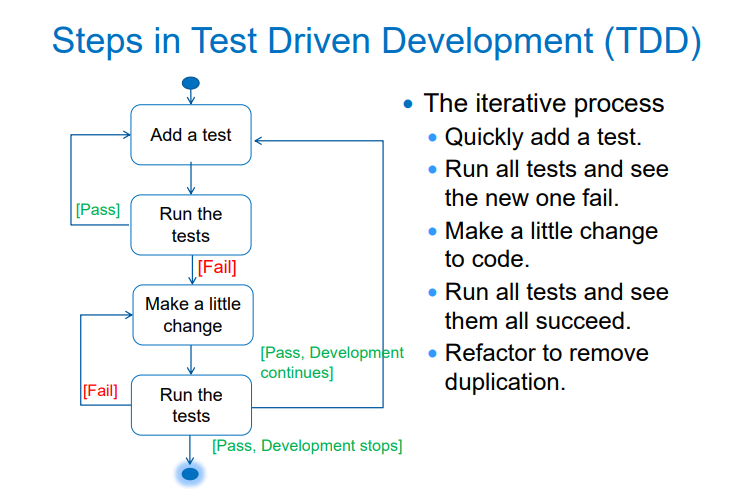 Steps in Test Driven Development (TDD)
Add a test
[Pass]
Run the
tests
[Fail]
Make a little
change
[Pass, Development
continues]
[Fail]
Run the
tests
[Pass, Development stops]
• The iterative process
• Quickly add a test.
• Run all tests and see
the new one fail.
• Make a little change
to code.
• Run all tests and see
them all succeed.
• Refactor to remove
duplication.